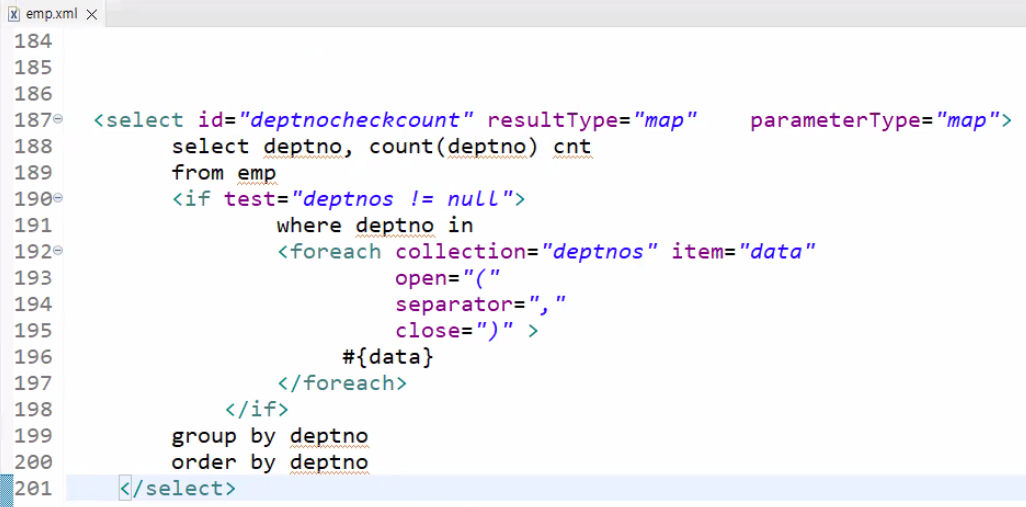 emp.xml
184
185
186
187 <select id="deptnocheckcount" resultType="map" parameterType="map">
188 select deptno, count(deptno) cnt
189 from emp
190 <if test="deptnos != null">
191 where deptno in
192 <foreach collection="deptnos" item="data"
193 open="("
194 separator=","
195 close=")" >
196 #{data}
197 </foreach>
198 </if>
199 group by deptno
200 order by deptno
201 </select>